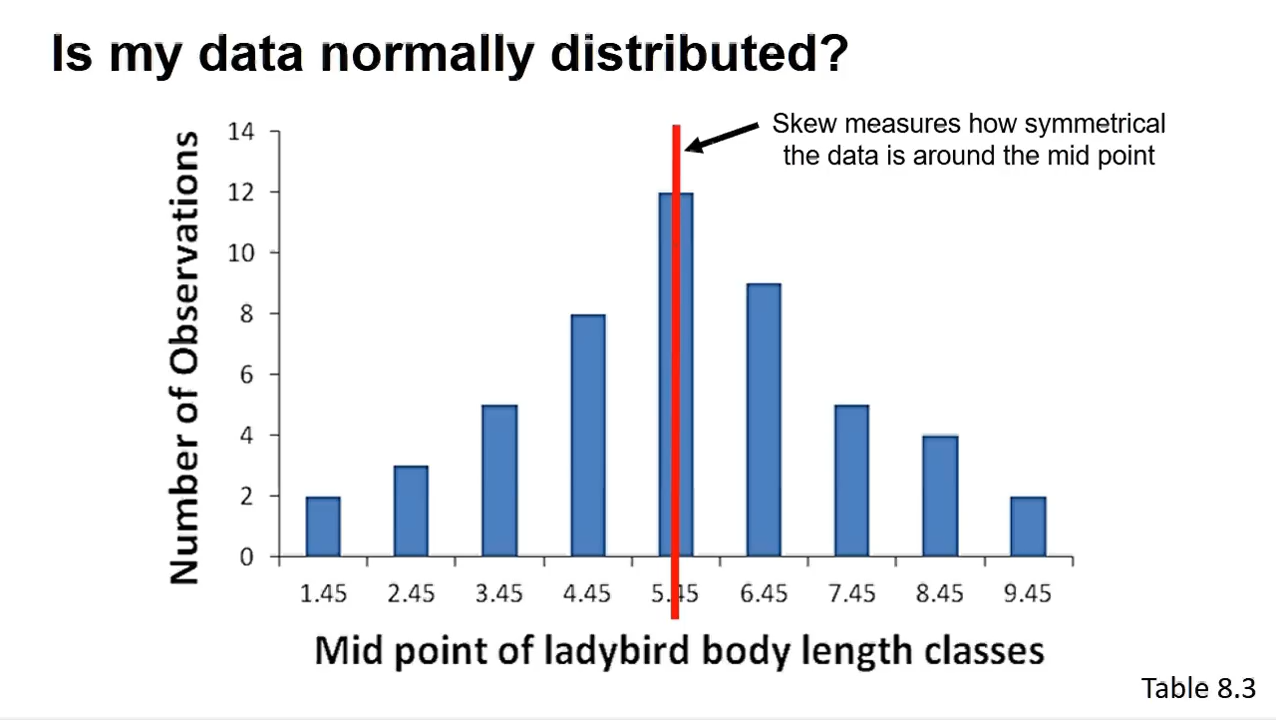 Is my data normally distributed?
Skew measures how symmetrical
the data is around the mid point
Number of Observations
14
12
10
8
6
4
2
0
1.45 2.45 3.45 4.45 5.45 6.45 7.45 8.45 9.45
Mid point of ladybird body length classes
Table 8.3